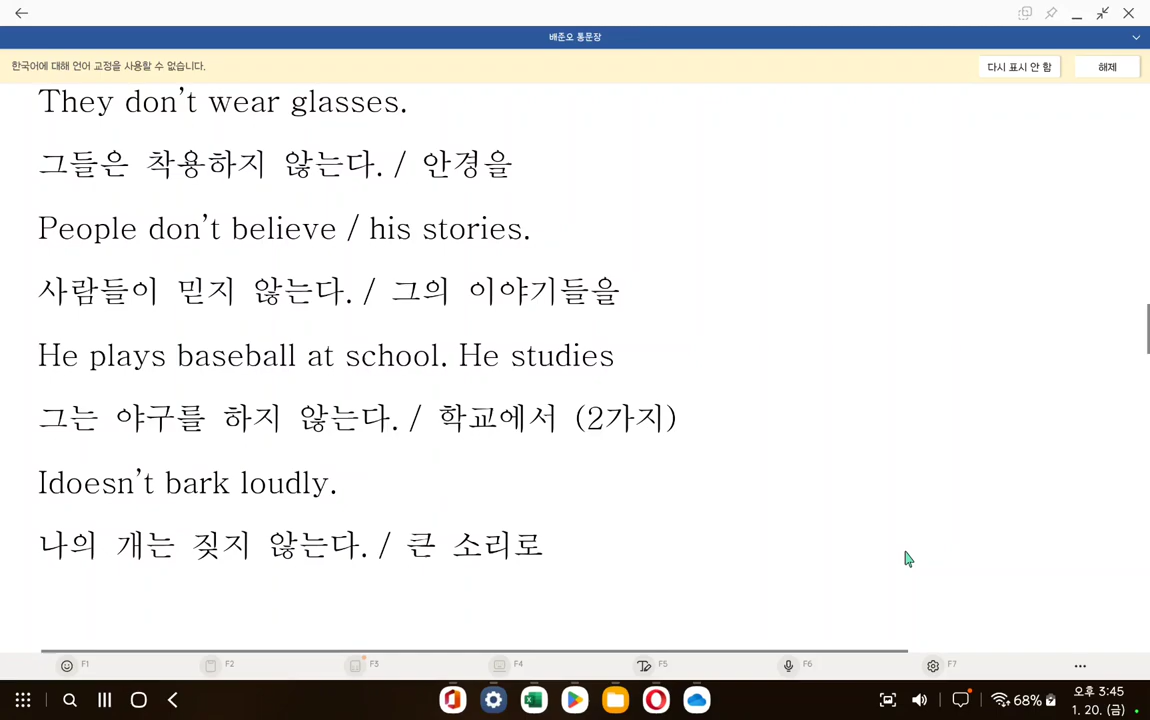 배준오 통문장
한국어에 대해 언어 교정을 사용할 수 없습니다.
다시 표시 안 함
해제
They don't wear glasses.
그들은 착용하지 않는다. / 안경을
People don't believe / his stories.
사람들이 믿지 않는다. / 그의 이야기들을
He plays baseball at school. He studies
그는 야구를 하지 않는다. / 학교에서 (2가지)
Idoesn't bark loudly.
나의 개는 짖지 않는다. / 큰 소리로
F1 F2 F3 F4 F5 F6 F7
68%
오후 3:45
1. 20. (금)